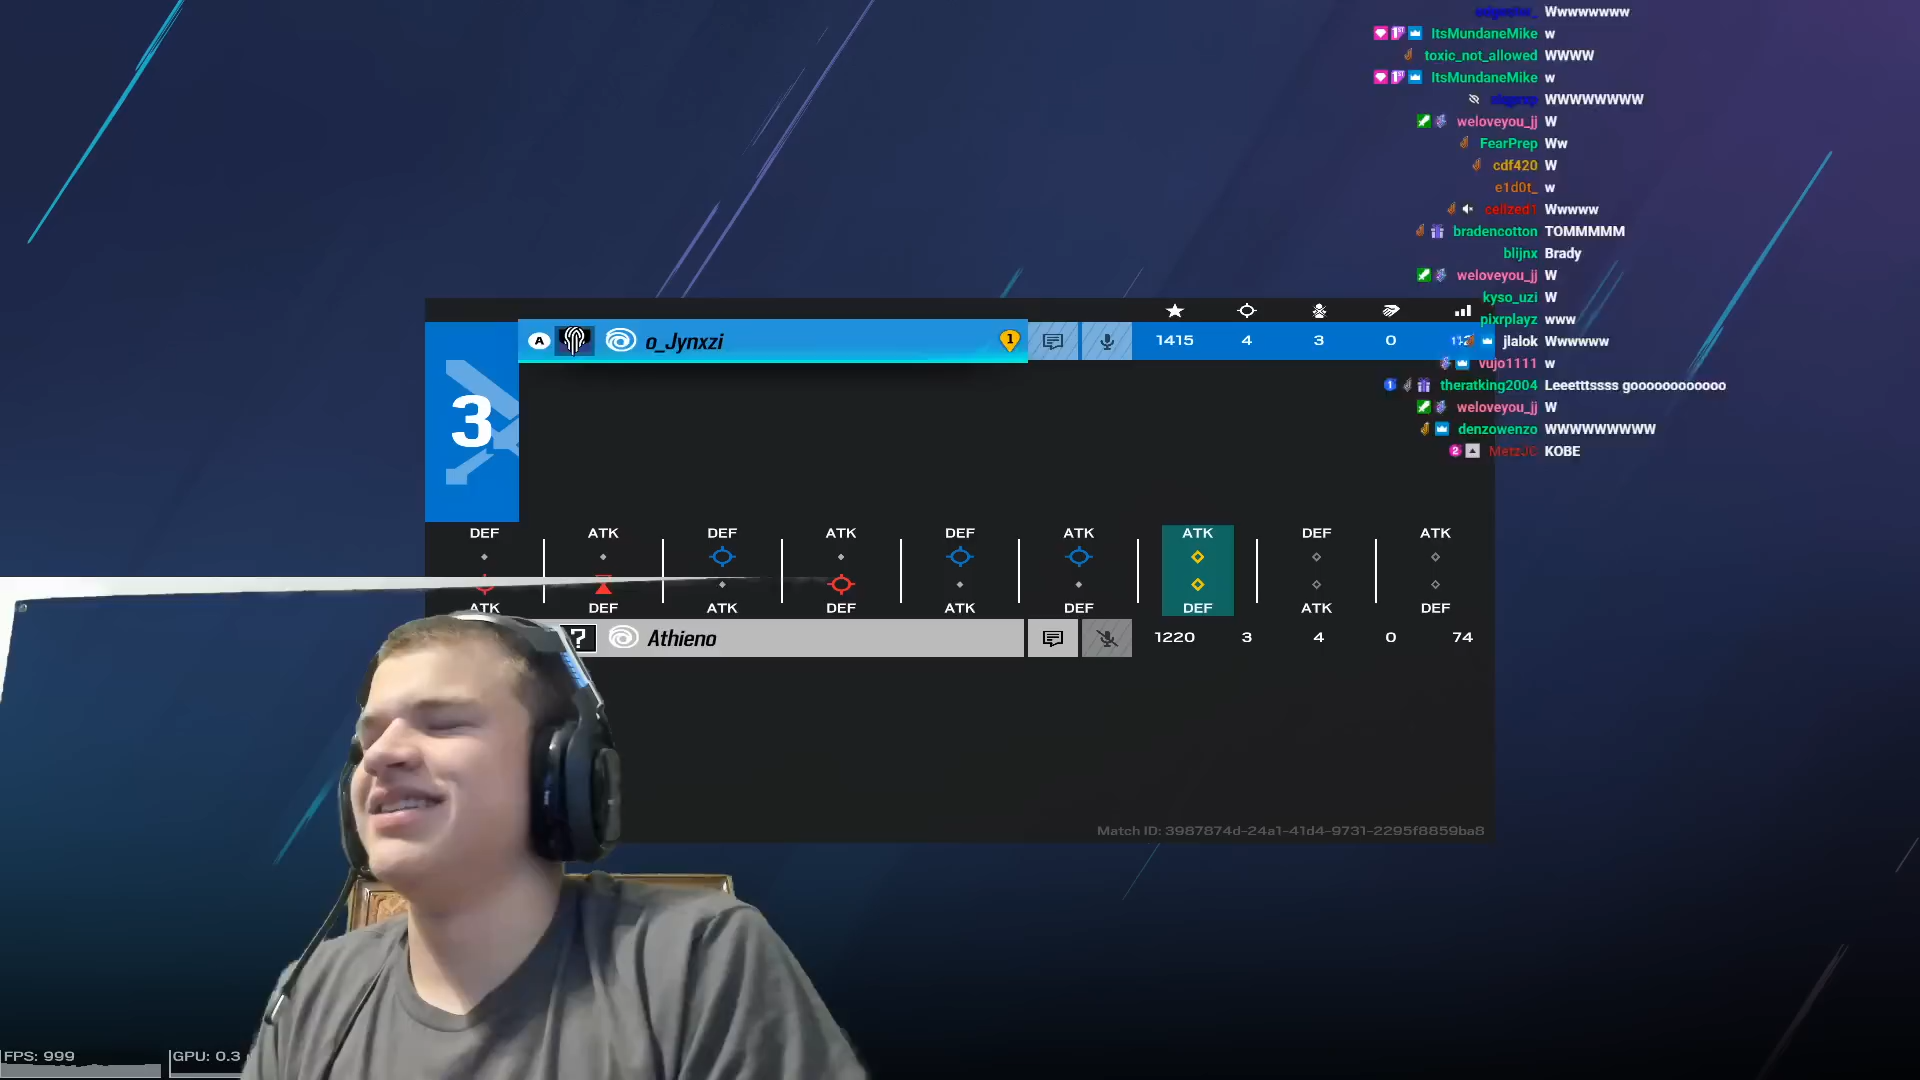 Wwwwwwww
ItsMundaneMike w
toxic_not_allowed WWWW
ItsMundaneMike w
WWWWWWWW
weloveyou_jj W
FearPrep Ww
cdf420 W
e1d0t_ w
cellzed1 Wwwww
bradencotton TOMMMMM
blijnx Brady
weloveyou_jj W
kyso_uzi W
pixrplayz www
jlalok Wwwwww
vujo1111 w
theratking2004 Leeetttssss goooooooooooo
weloveyou_jj W
denzowenzo WWWWWWWWW
MetzJC KOBE
A o_Jynxzi 1 1415 4 3 0
3
DEF ATK DEF ATK DEF ATK ATK DEF ATK
ATK DEF ATK DEF ATK DEF DEF ATK DEF
? Athieno 1220 3 4 0 74
Match ID: 3987874d-24a1-41d4-9731-2295f8859ba8
FPS: 999 GPU: 0.3